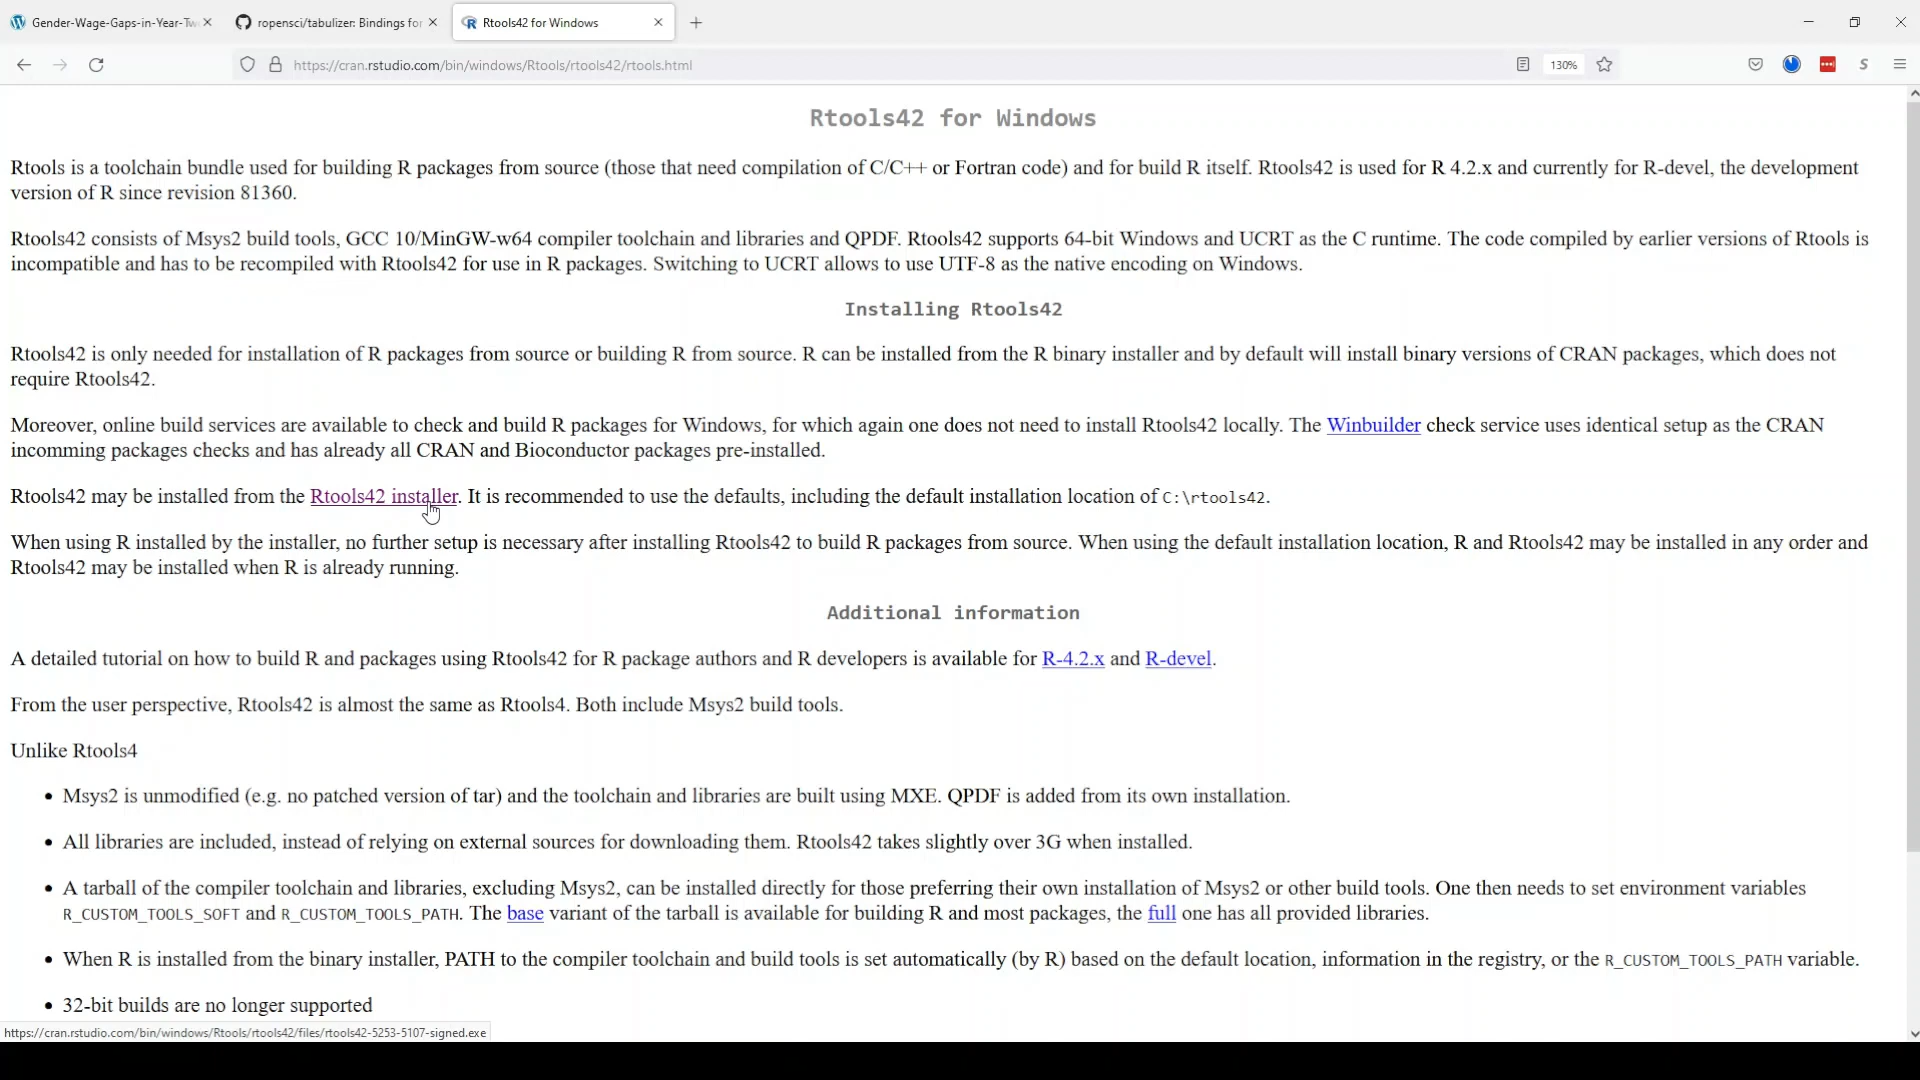 Gender-Wage-Gaps-in-Year-Tw
ropensci/tabulizer: Bindings for
Rtools42 for Windows
https://cran.rstudio.com/bin/windows/Rtools/rtools42/rtools.html
130%
S
Rtools42 for Windows
Rtools is a toolchain bundle used for building R packages from source (those that need compilation of C/C++ or Fortran code) and for build R itself. Rtools42 is used for R 4.2.x and currently for R-devel, the development
version of R since revision 81360.
Rtools42 consists of Msys2 build tools, GCC 10/MinGW-w64 compiler toolchain and libraries and QPDF. Rtools42 supports 64-bit Windows and UCRT as the C runtime. The code compiled by earlier versions of Rtools is
incompatible and has to be recompiled with Rtools42 for use in R packages. Switching to UCRT allows to use UTF-8 as the native encoding on Windows.
Installing Rtools42
Rtools42 is only needed for installation of R packages from source or building R from source. R can be installed from the R binary installer and by default will install binary versions of CRAN packages, which does not
require Rtools42.
Moreover, online build services are available to check and build R packages for Windows, for which again one does not need to install Rtools42 locally. The Winbuilder check service uses identical setup as the CRAN
incomming packages checks and has already all CRAN and Bioconductor packages pre-installed.
Rtools42 may be installed from the Rtools42 installer. It is recommended to use the defaults, including the default installation location of C:\rtools42.
When using R installed by the installer, no further setup is necessary after installing Rtools42 to build R packages from source. When using the default installation location, R and Rtools42 may be installed in any order and
Rtools42 may be installed when R is already running.
Additional information
A detailed tutorial on how to build R and packages using Rtools42 for R package authors and R developers is available for R-4.2.x and R-devel.
From the user perspective, Rtools42 is almost the same as Rtools4. Both include Msys2 build tools.
Unlike Rtools4
• Msys2 is unmodified (e.g. no patched version of tar) and the toolchain and libraries are built using MXE. QPDF is added from its own installation.
• All libraries are included, instead of relying on external sources for downloading them. Rtools42 takes slightly over 3G when installed.
• A tarball of the compiler toolchain and libraries, excluding Msys2, can be installed directly for those preferring their own installation of Msys2 or other build tools. One then needs to set environment variables
R_CUSTOM_TOOLS_SOFT and R_CUSTOM_TOOLS_PATH. The base variant of the tarball is available for building R and most packages, the full one has all provided libraries.
• When R is installed from the binary installer, PATH to the compiler toolchain and build tools is set automatically (by R) based on the default location, information in the registry, or the R_CUSTOM_TOOLS_PATH variable.
• 32-bit builds are no longer supported
https://cran.rstudio.com/bin/windows/Rtools/rtools42/files/rtools42-5253-5107-signed.exe